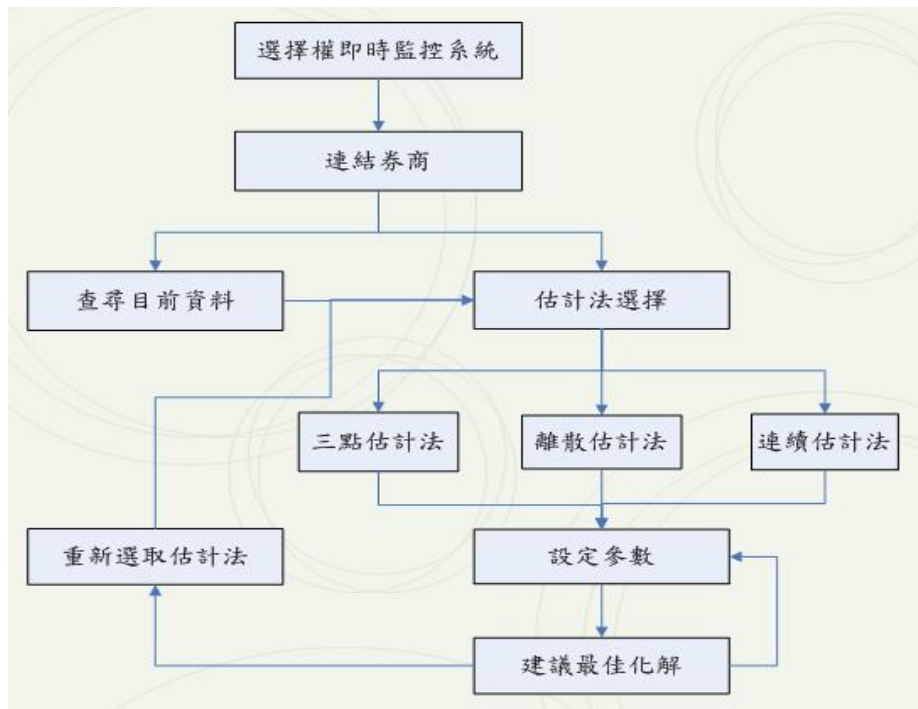 選擇權即時監控系統
連結券商
查尋目前資料
估計法選擇
三點估計法
離散估計法
連續估計法
重新選取估計法
設定參數
建議最佳化解